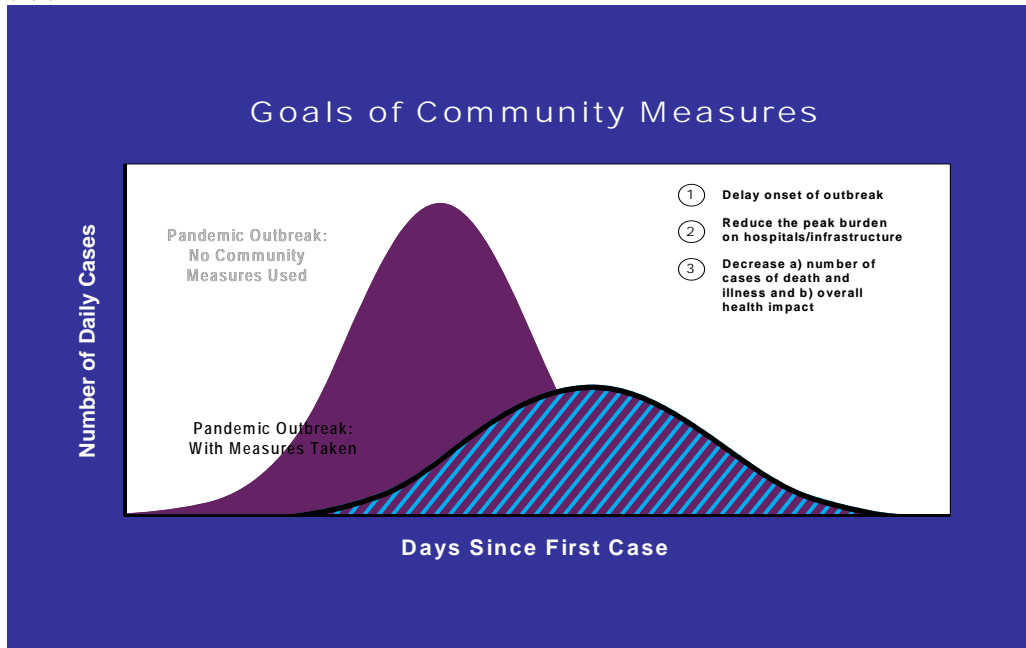 Goals of Community Measures
Pandemic Outbreak:
No Community
Measures Used
1 Delay onset of outbreak
2 Reduce the peak burden
on hospitals/infrastructure
3 Decrease a) number of
cases of death and
illness and b) overall
health impact
Number of Daily Cases
Pandemic Outbreak:
With Measures Taken
Days Since First Case